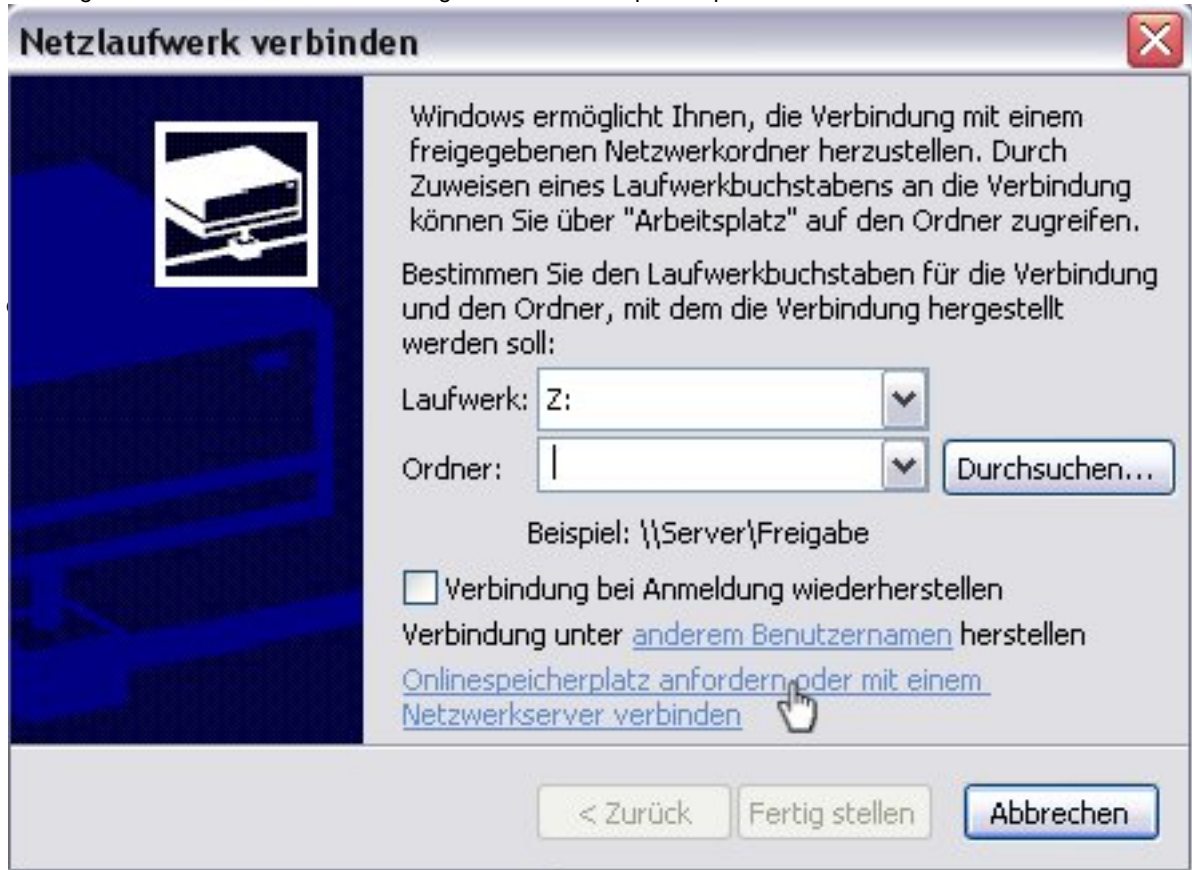 Netzlaufwerk verbinden
Windows ermöglicht Ihnen, die Verbindung mit einem
freigegebenen Netzwerkordner herzustellen. Durch
Zuweisen eines Laufwerkbuchstabens an die Verbindung
können Sie über "Arbeitsplatz" auf den Ordner zugreifen.
Bestimmen Sie den Laufwerkbuchstaben für die Verbindung
und den Ordner, mit dem die Verbindung hergestellt
werden soll:
Laufwerk: Z:
Ordner: Durchsuchen...
Beispiel: \\Server\Freigabe
Verbindung bei Anmeldung wiederherstellen
Verbindung unter anderem Benutzernamen herstellen
Onlinespeicherplatz anfordern oder mit einem
Netzwerkserver verbinden
< Zurück Fertig stellen Abbrechen